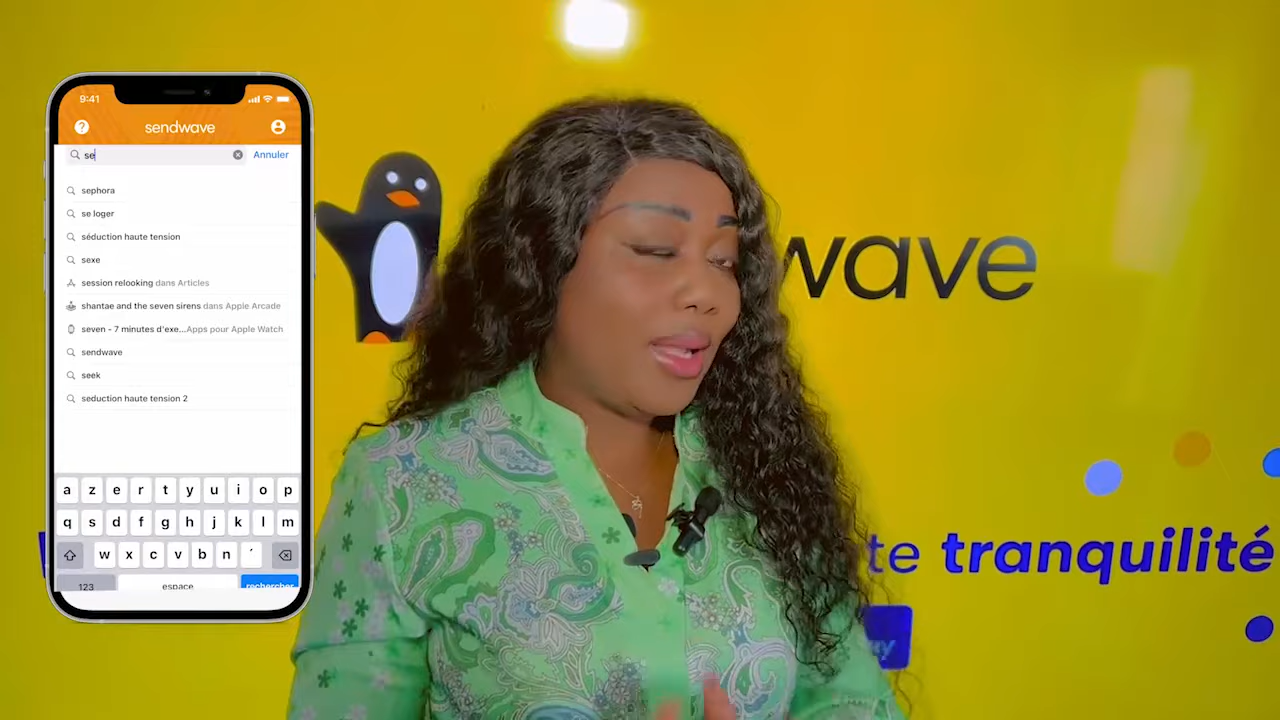 9:41
sendwave
se
Annuler
sephora
se loger
séduction haute tension
sexe
session relooking dans Articles
shantae and the seven sirens dans Apple Arcade
seven - 7 minutes d'exe...Apps pour Apple Watch
sendwave
seek
seduction haute tension 2
a z e r t y u i o p
q s d f g h j k l m
w x c v b n ´
123 espace rechercher
wave
te tranquilité
ay